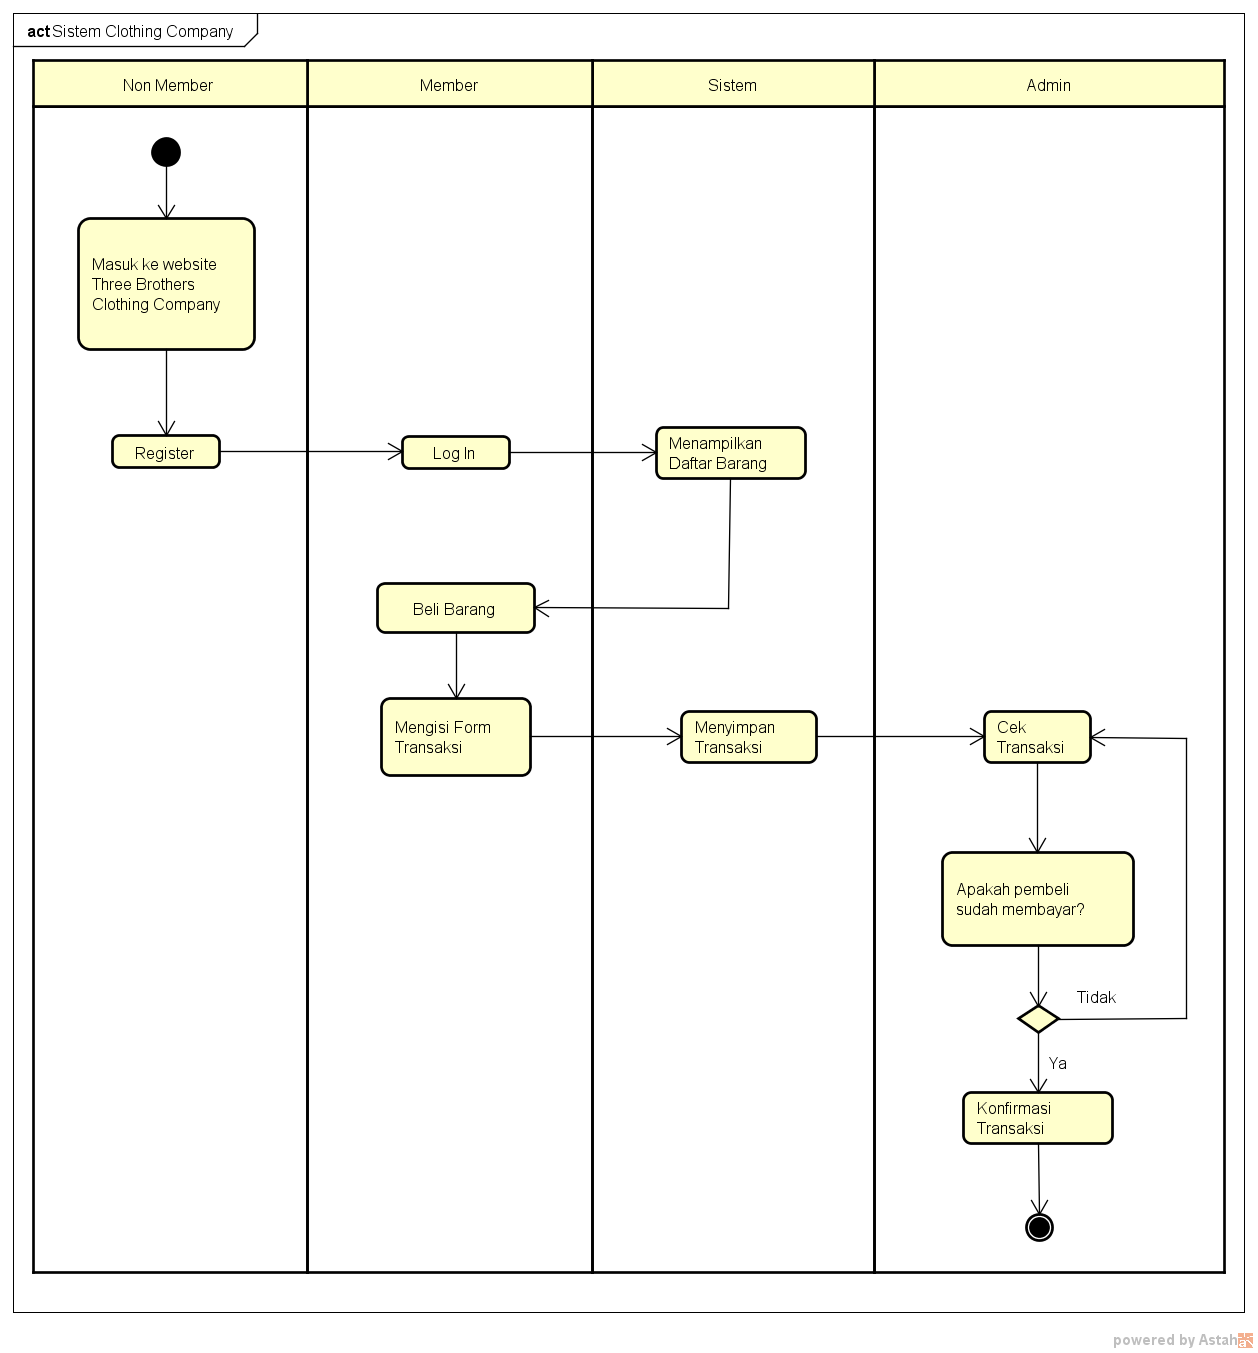 act Sistem Clothing Company
Non Member
Member
Sistem
Admin
Masuk ke website
Three Brothers
Clothing Company
Register
Log In
Menampilkan
Daftar Barang
Beli Barang
Mengisi Form
Transaksi
Menyimpan
Transaksi
Cek
Transaksi
Apakah pembeli
sudah membayar?
Tidak
Ya
Konfirmasi
Transaksi
powered by Astah